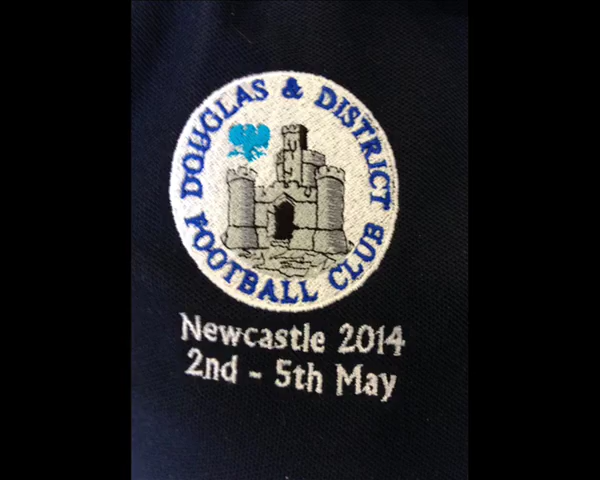 DOUGLAS & DISTRICT
FOOTBALL CLUB
Newcastle 2014
2nd - 5th May